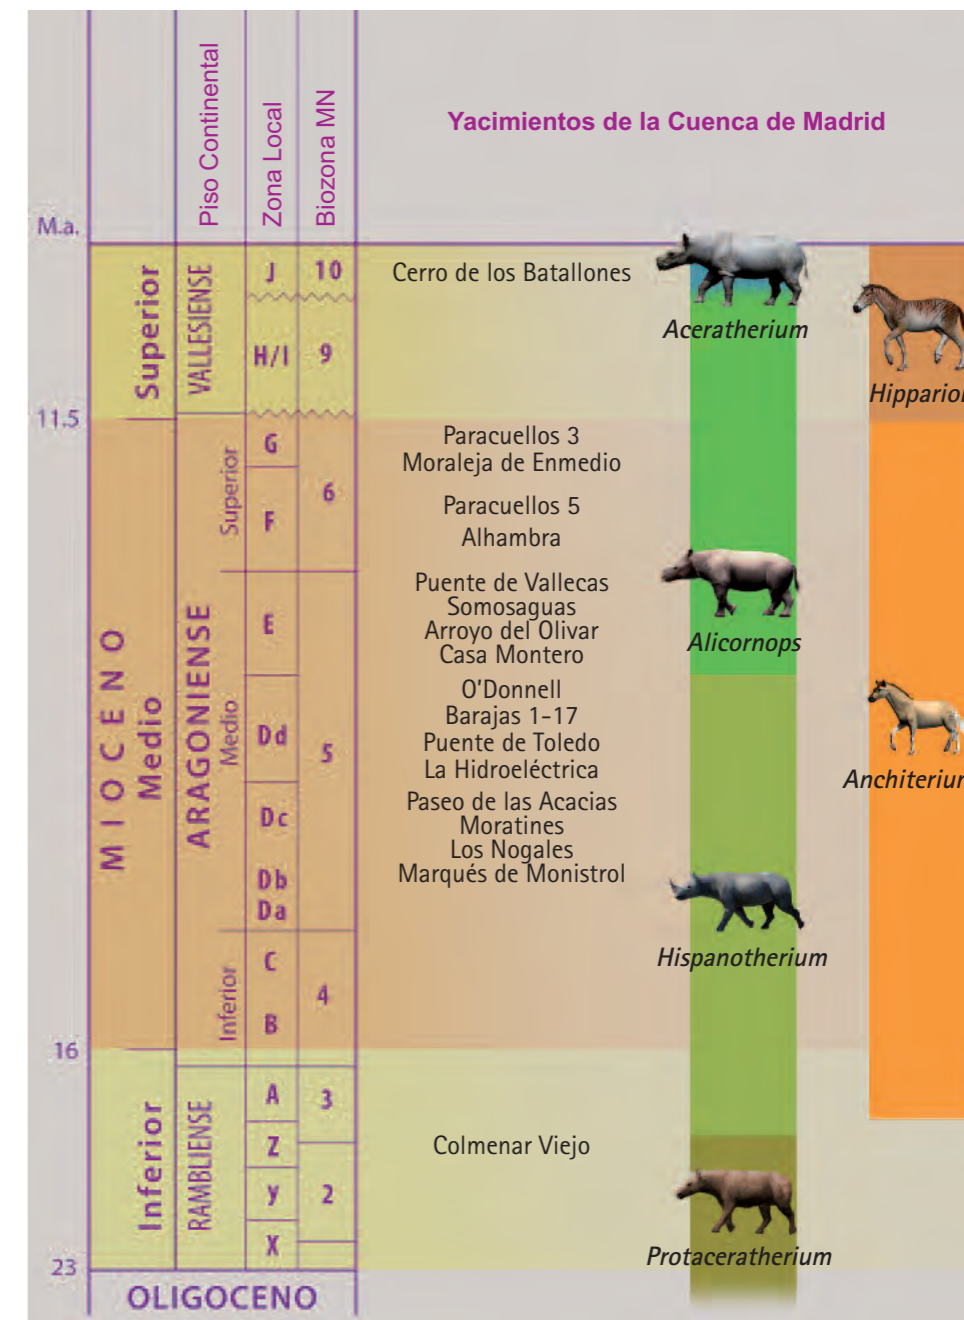 Piso Continental
Zona Local
Biozona MN
Yacimientos de la Cuenca de Madrid
M.a.
11.5
16
23
MIOCENO
Superior
Medio
Inferior
VALLESIENSE
ARAGONIENSE
Superior
Medio
Inferior
RAMBLIENSE
J
H/I
G
F
E
Dd
Dc
Db
Da
C
B
A
Z
y
X
10
9
6
5
4
3
2
OLIGOCENO
Cerro de los Batallones
Paracuellos 3
Moraleja de Enmedio
Paracuellos 5
Alhambra
Puente de Vallecas
Somosaguas
Arroyo del Olivar
Casa Montero
O'Donnell
Barajas 1-17
Puente de Toledo
La Hidroeléctrica
Paseo de las Acacias
Moratines
Los Nogales
Marqués de Monistrol
Colmenar Viejo
Aceratherium
Alicornops
Hispanotherium
Protaceratherium